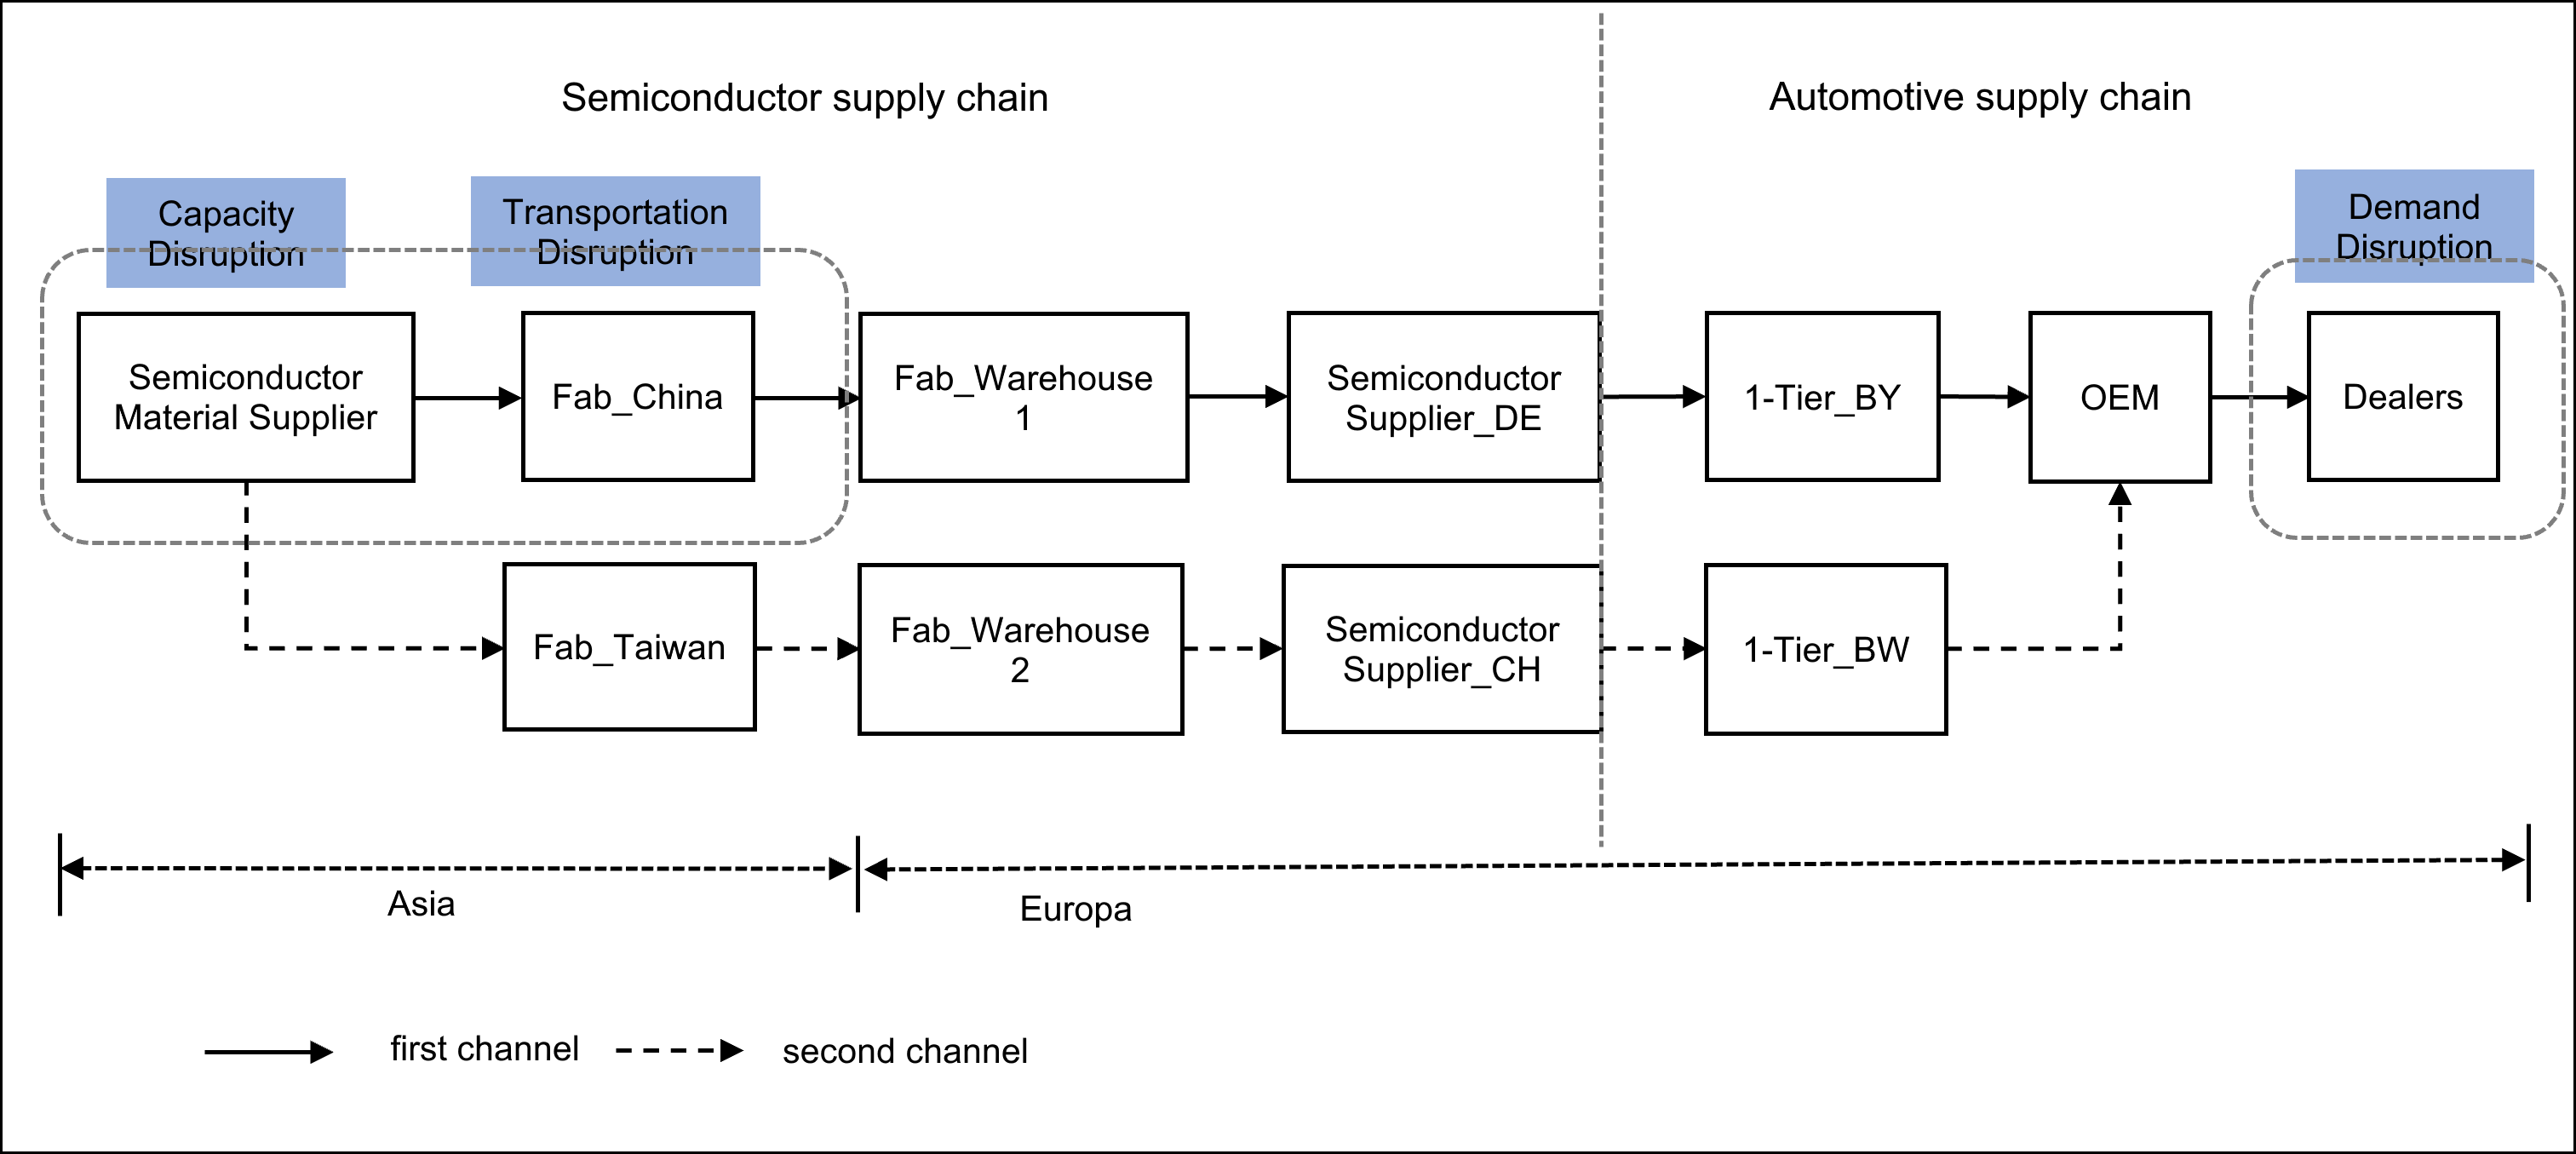 Semiconductor supply chain
Automotive supply chain
Capacity
Disruption
Transportation
Disruption
Demand
Disruption
Semiconductor
Material Supplier
Fab_China
Fab_Warehouse
1
Semiconductor
Supplier_DE
1-Tier_BY
OEM
Dealers
Fab_Taiwan
Fab_Warehouse
2
Semiconductor
Supplier_CH
1-Tier_BW
Asia
Europa
first channel
second channel